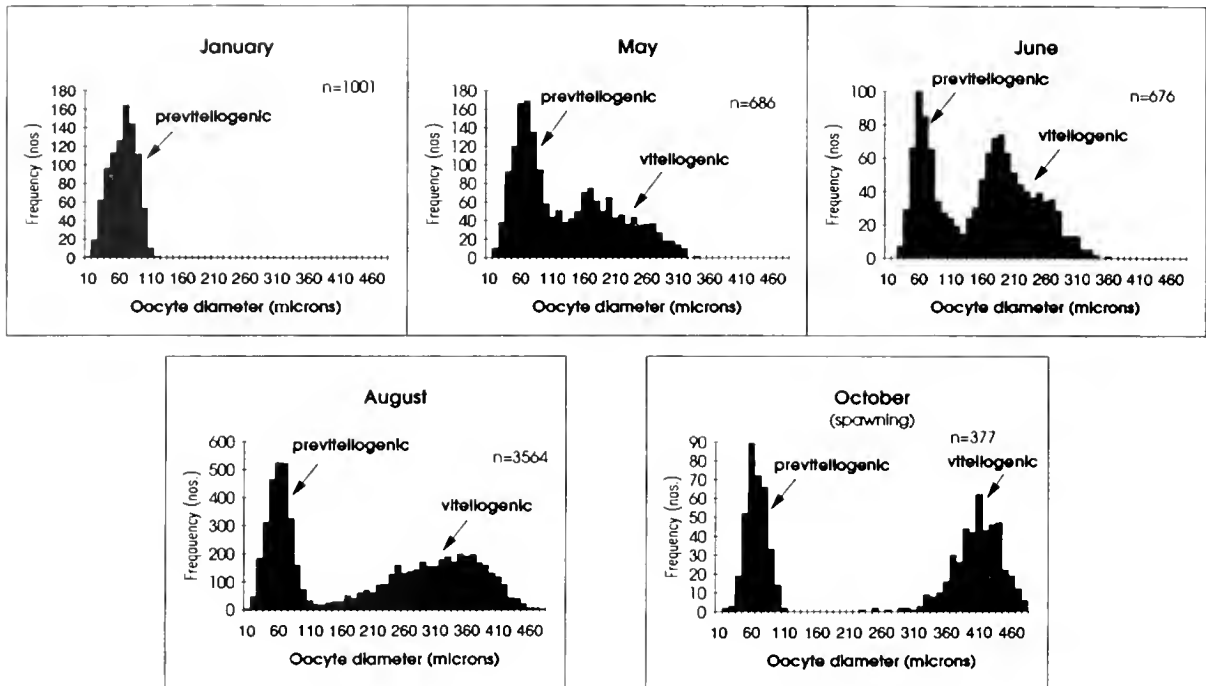 January
n=1001
previtellogenic
Frequency (nos.)
180
160
140
120
100
80
60
40
20
0
10 60 110 160 210 260 310 360 410 460
Oocyte diameter (microns)
May
n=686
previtellogenic
vitellogenic
Frequency (nos.)
180
160
140
120
100
80
60
40
20
0
10 60 110 160 210 260 310 360 410 460
Oocyte diameter (microns)
June
n=676
previtellogenic
vitellogenic
Frequency (nos.)
100
80
60
40
20
0
10 60 110 160 210 260 310 360 410 460
Oocyte diameter (microns)
August
n=3564
previtellogenic
vitellogenic
Freqouency (nos.)
600
500
400
300
200
100
0
10 60 110 160 210 260 310 360 410 460
Oocyte diameter (microns)
October
(spawning)
n=377
previtellogenic
vitellogenic
Frequency (nos.)
90
80
70
60
50
40
30
20
10
0
10 60 110 160 210 260 310 360 410 460
Oocyte diameter (microns)